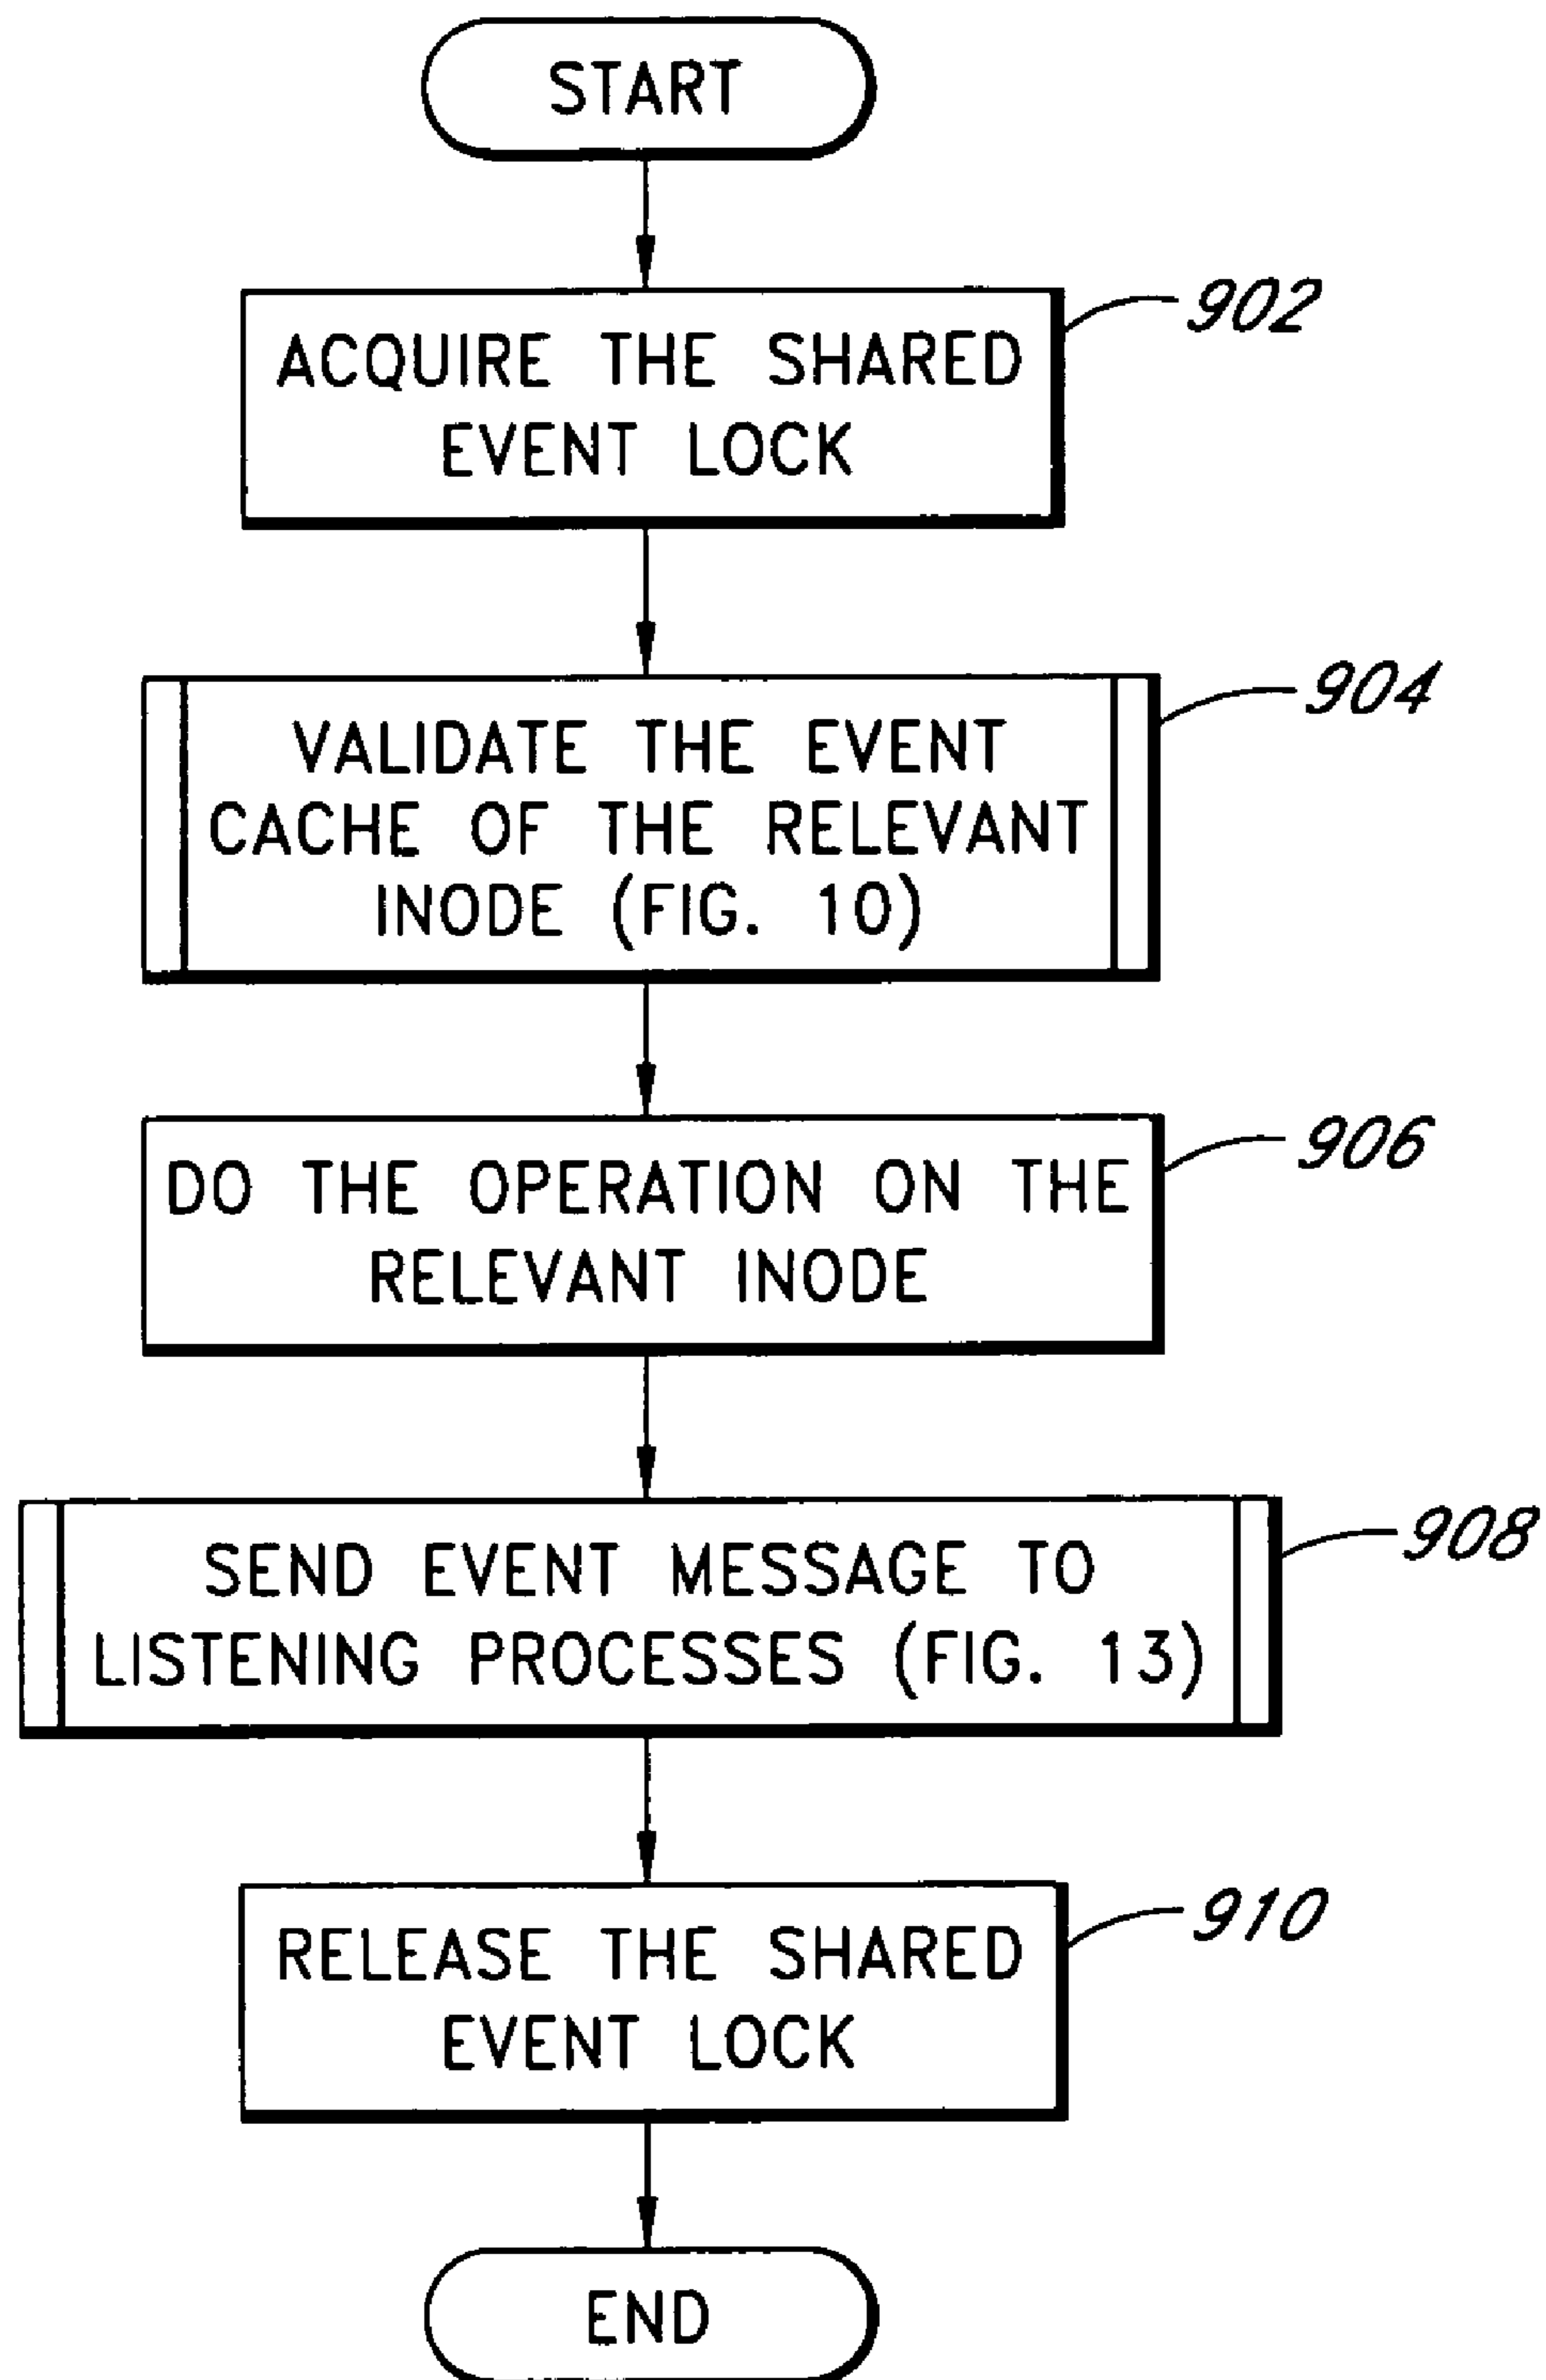 START
902
ACQUIRE THE SHARED
EVENT LOCK
904
VALIDATE THE EVENT
CACHE OF THE RELEVANT
INODE (FIG. 10)
906
DO THE OPERATION ON THE
RELEVANT INODE
908
SEND EVENT MESSAGE TO
LISTENING PROCESSES (FIG. 13)
910
RELEASE THE SHARED
EVENT LOCK
END